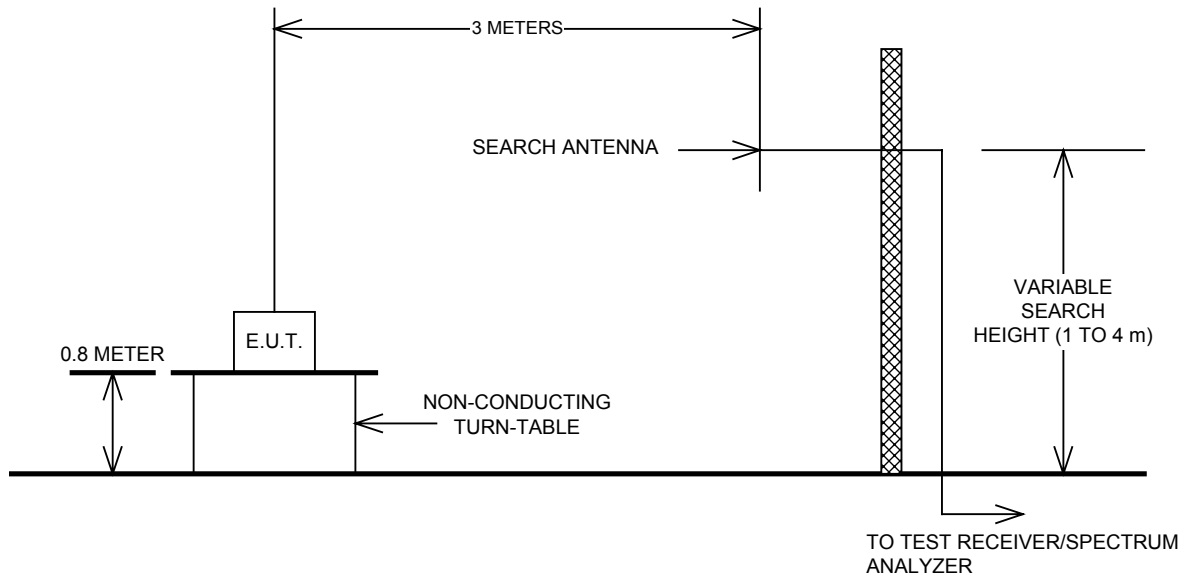 3 METERS
SEARCH ANTENNA
E.U.T.
0.8 METER
NON-CONDUCTING
TURN-TABLE
VARIABLE
SEARCH
HEIGHT (1 TO 4 m)
TO TEST RECEIVER/SPECTRUM
ANALYZER